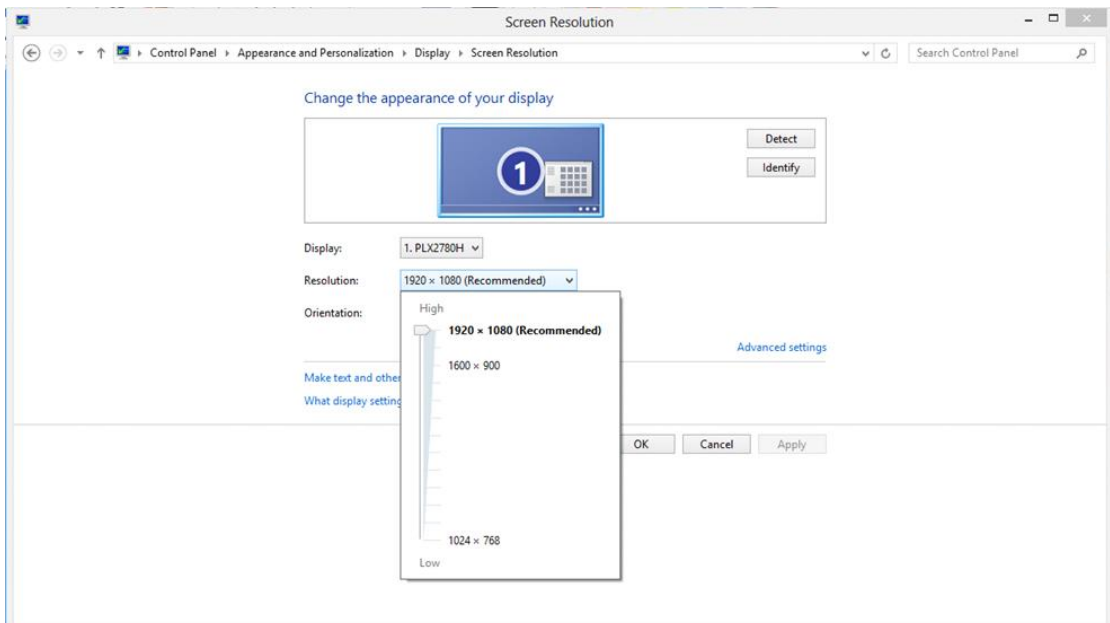 Screen Resolution
Control Panel Appearance and Personalization Display Screen Resolution
Search Control Panel
Change the appearance of your display
1
Detect
Identify
Display: 1. PLX2780H
Resolution: 1920 × 1080 (Recommended)
Orientation:
High
1920 × 1080 (Recommended)
1600 × 900
1024 × 768
Low
Advanced settings
Make text and other
What display setting
OK Cancel Apply